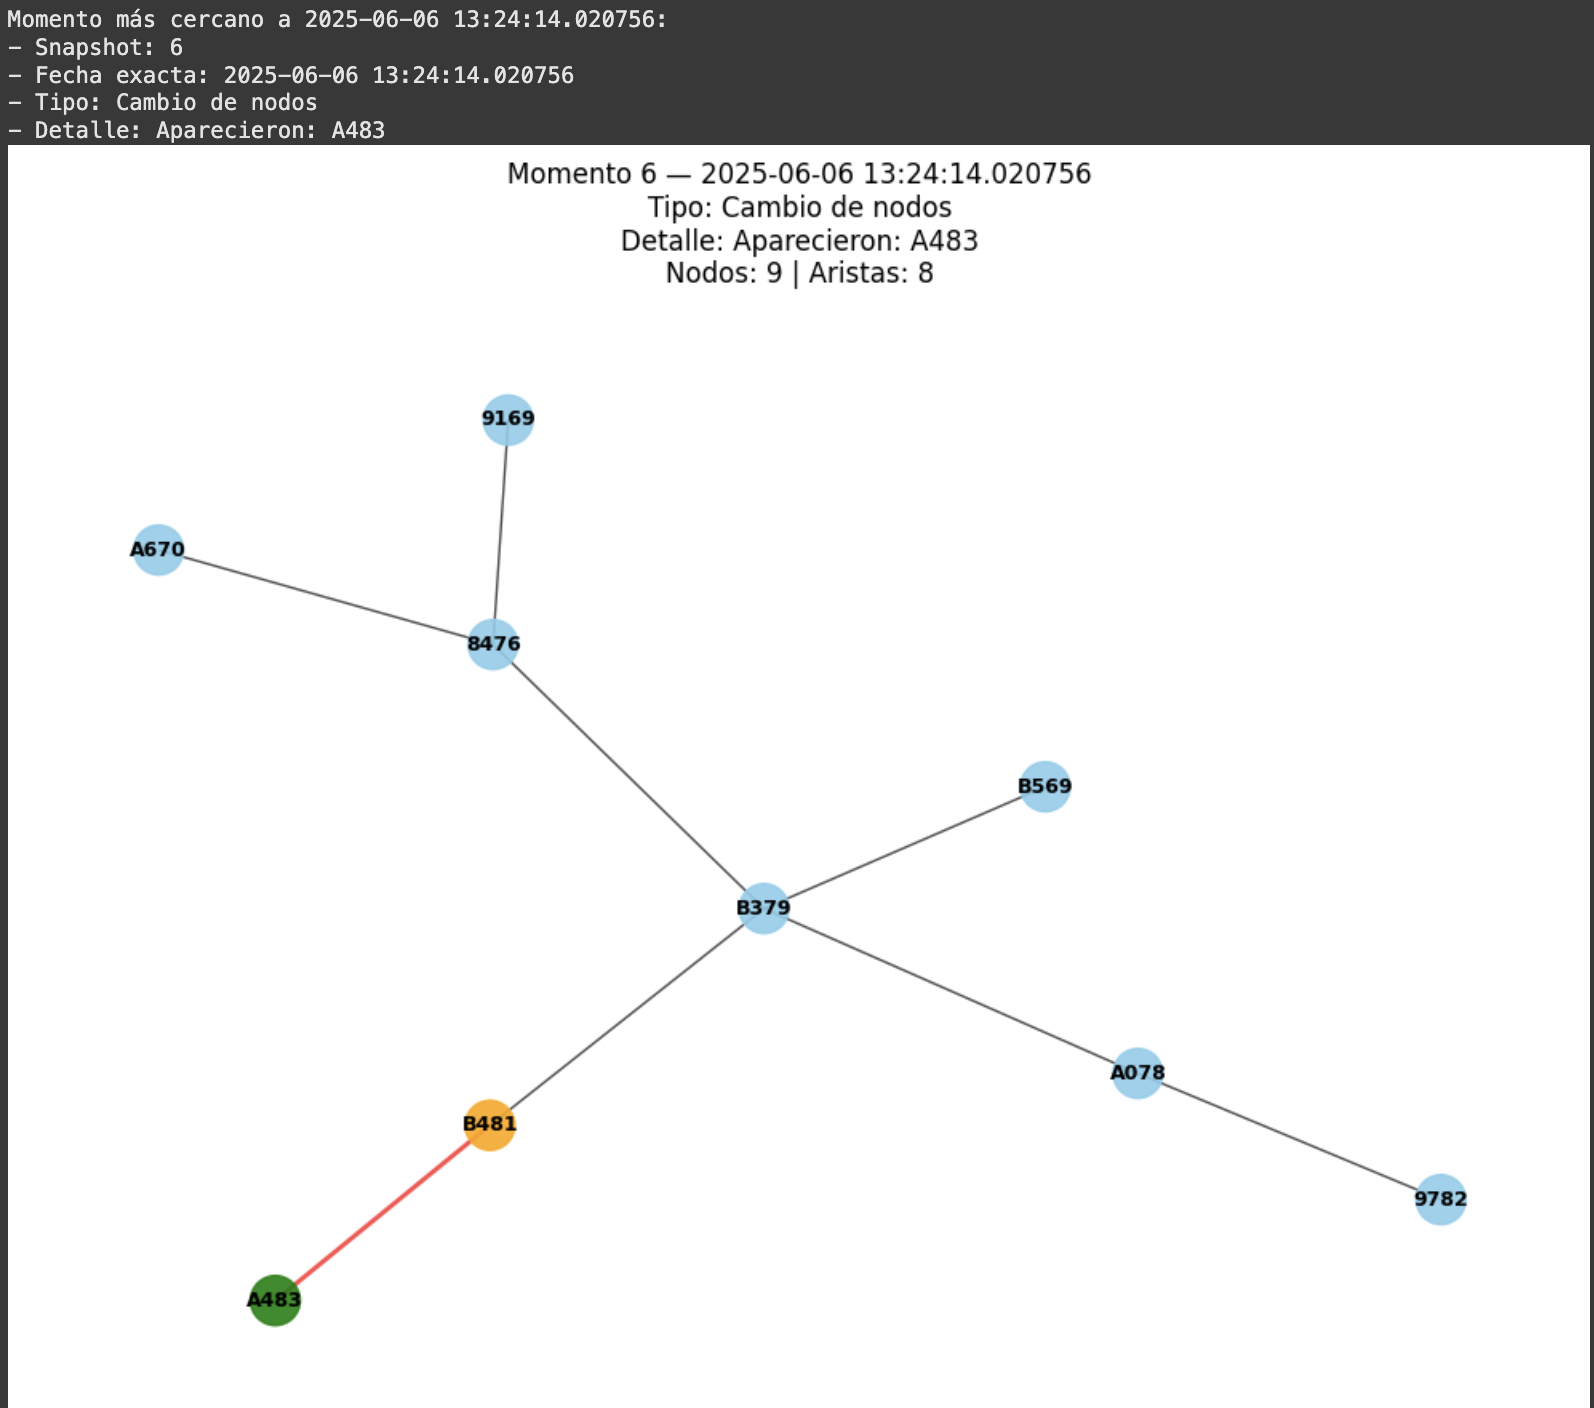 Momento más cercano a 2025-06-06 13:24:14.020756:
- Snapshot: 6
- Fecha exacta: 2025-06-06 13:24:14.020756
- Tipo: Cambio de nodos
- Detalle: Aparecieron: A483
Momento 6 — 2025-06-06 13:24:14.020756
Tipo: Cambio de nodos
Detalle: Aparecieron: A483
Nodos: 9 | Aristas: 8
9169
A670
8476
B569
B379
A078
B481
9782
A483